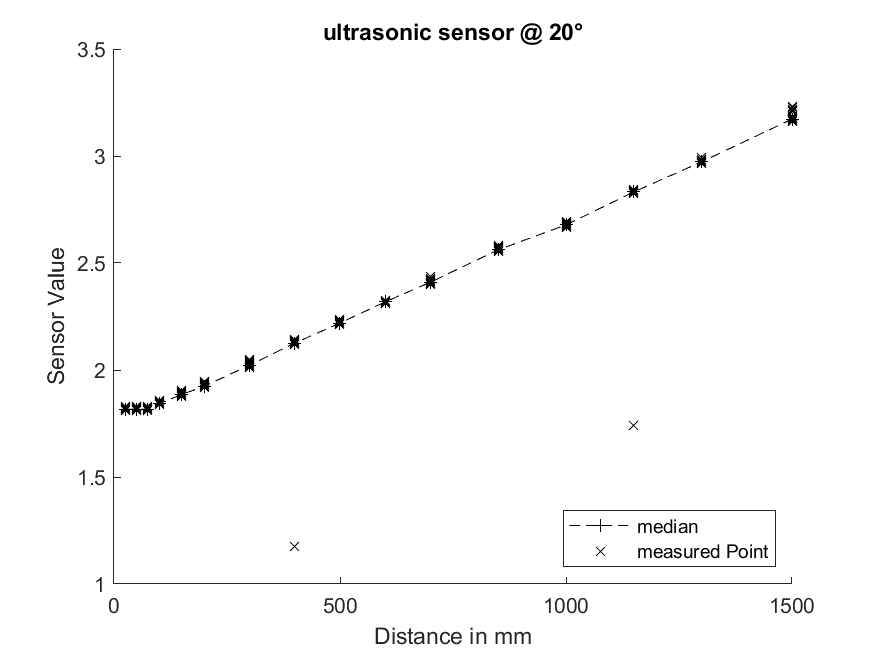 ultrasonic sensor @ 20°
3.5
3
2.5
2
1.5
1
Sensor Value
0
500
1000
1500
Distance in mm
median
measured Point